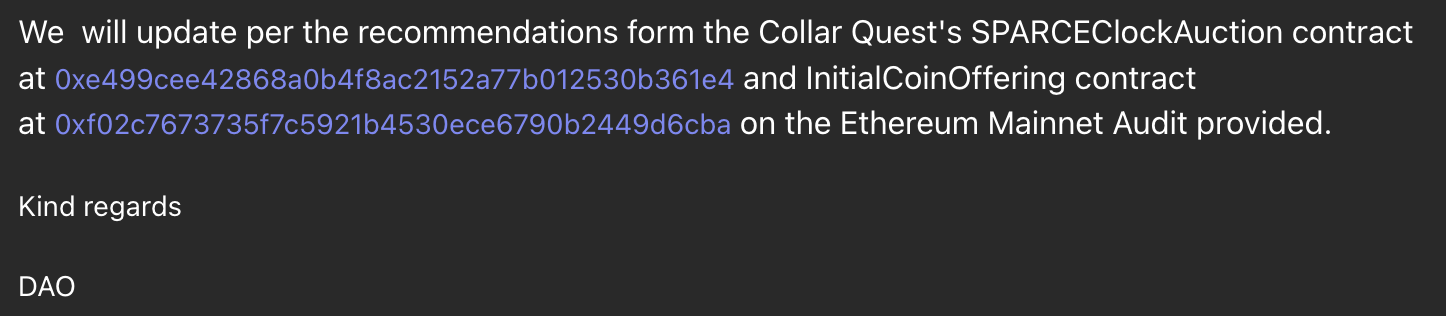 We  will update per the recommendations form the Collar Quest's SPARCEClockAuction contract
at 0xe499cee42868a0b4f8ac2152a77b012530b361e4 and InitialCoinOffering contract
at 0xf02c7673735f7c5921b4530ece6790b2449d6cba on the Ethereum Mainnet Audit provided.
Kind regards
DAO